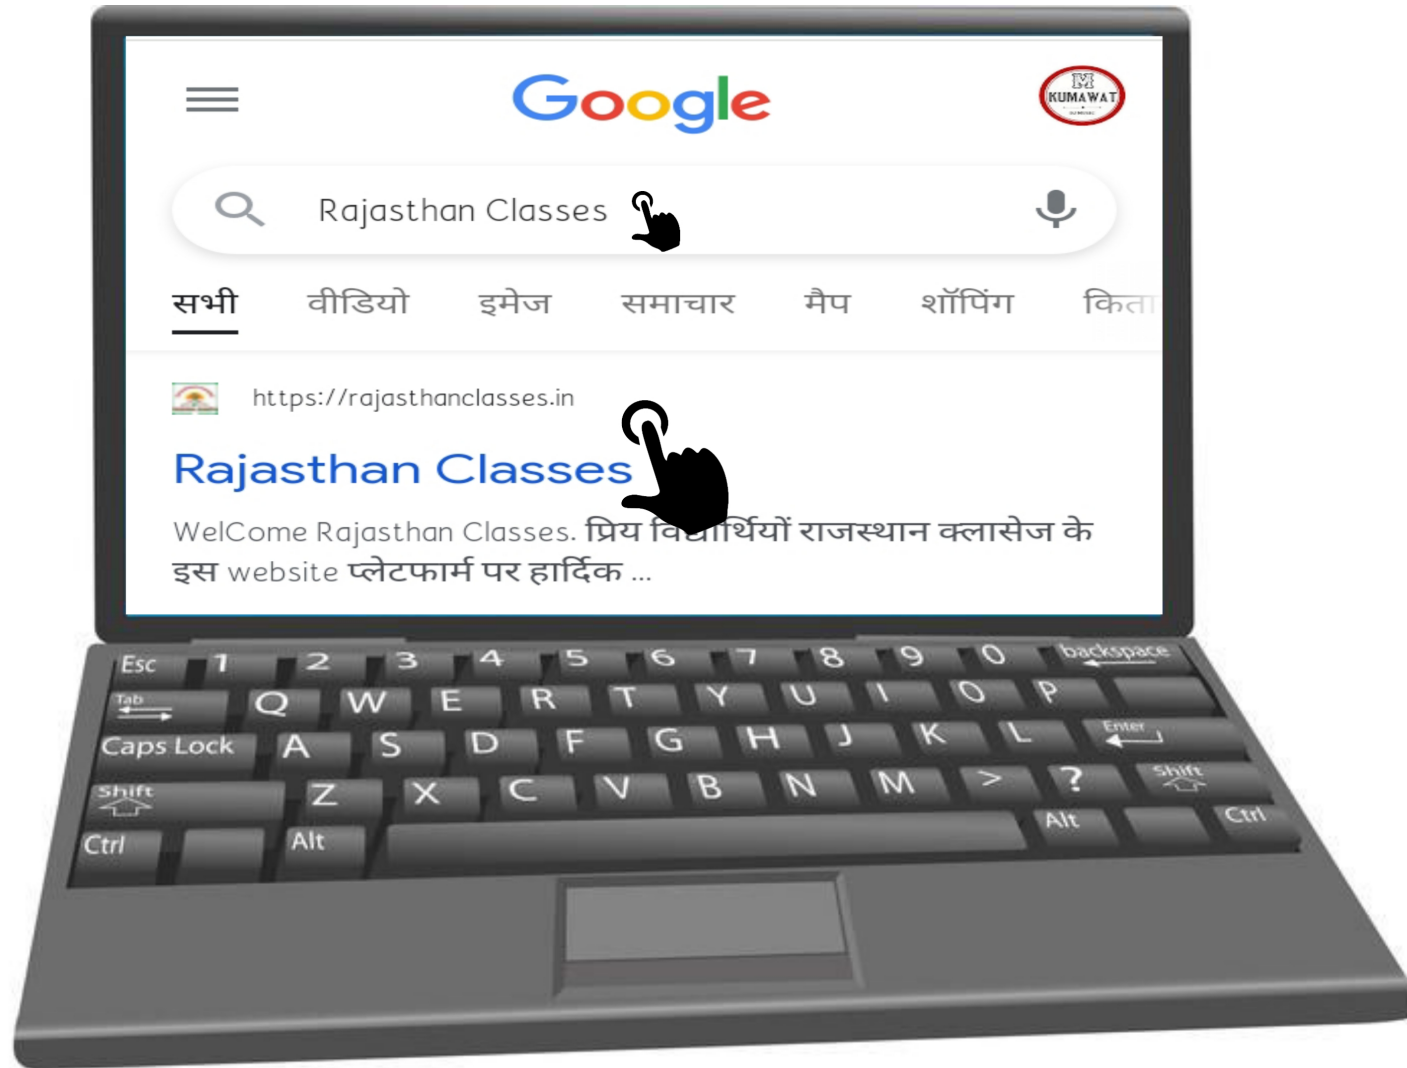 Google
M
KUMAWAT
Rajasthan Classes
सभी वीडियो इमेज समाचार मैप शॉपिंग किता
https://rajasthanclasses.in
Rajasthan Classes
WelCome Rajasthan Classes. प्रिय विद्यार्थियों राजस्थान क्लासेज के
इस website प्लेटफार्म पर हार्दिक ...
Esc 1 2 3 4 5 6 7 8 9 0 backspace
Tab Q W E R T Y U I O P
Caps Lock A S D F G H J K L Enter
Shift Z X C V B N M > ? Shift
Ctrl Alt Alt Ctrl